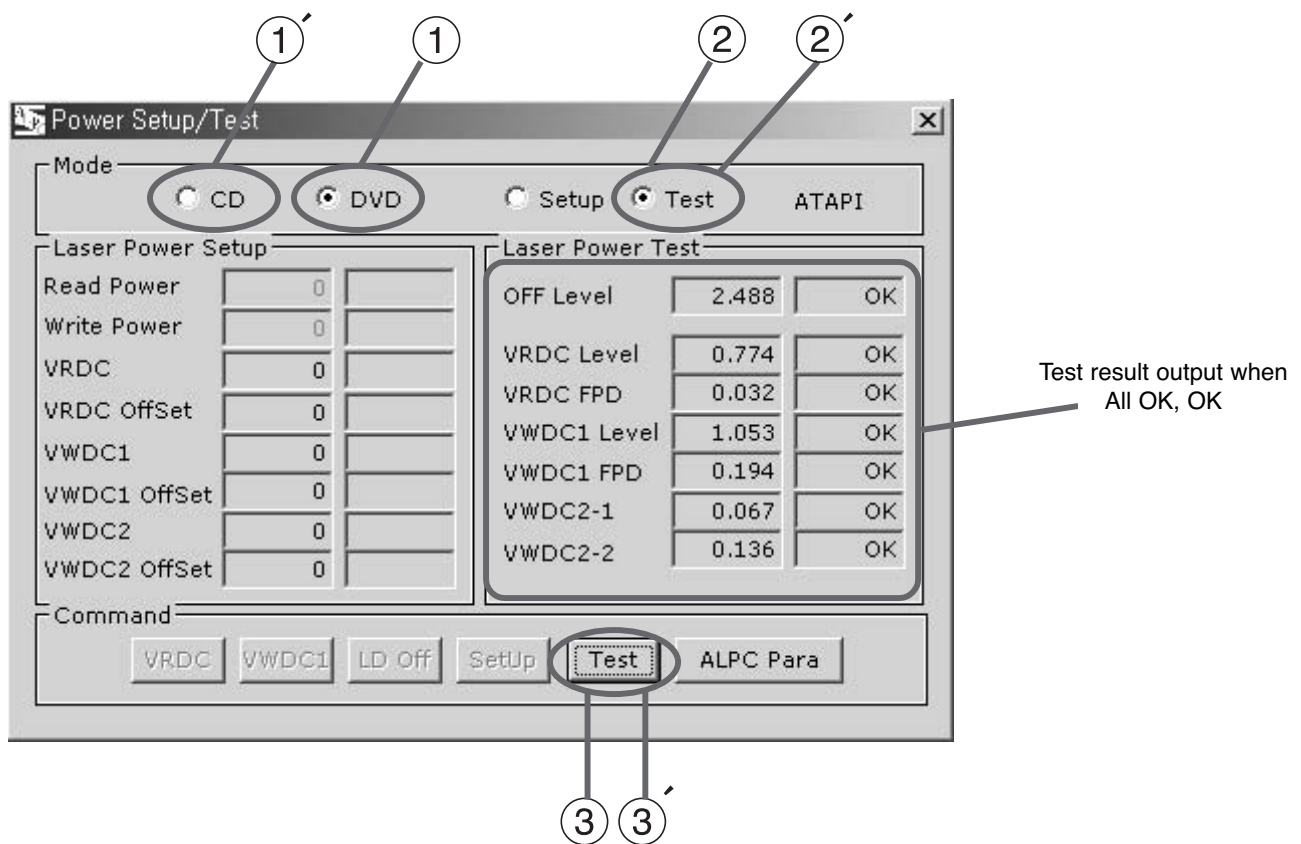 ①′ ① ② ②′
Power Setup/Test
Mode
CD DVD Setup Test ATAPI
Laser Power Setup
Read Power 0
Write Power 0
VRDC 0
VRDC OffSet 0
VWDC1 0
VWDC1 OffSet 0
VWDC2 0
VWDC2 OffSet 0
Laser Power Test
OFF Level 2.488 OK
VRDC Level 0.774 OK
VRDC FPD 0.032 OK
VWDC1 Level 1.053 OK
VWDC1 FPD 0.194 OK
VWDC2-1 0.067 OK
VWDC2-2 0.136 OK
Test result output when
All OK, OK
Command
VRDC VWDC1 LD Off SetUp Test ALPC Para
③ ③′